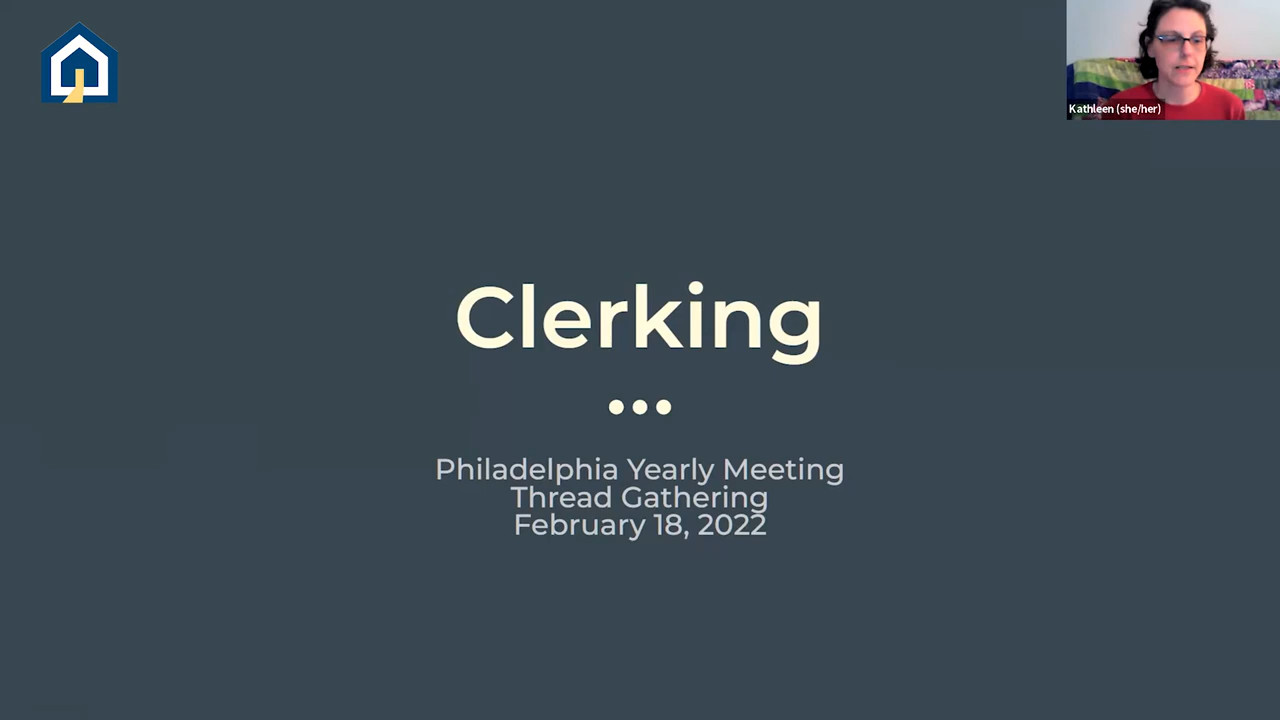 Kathleen (she/her)
Clerking
Philadelphia Yearly Meeting
Thread Gathering
February 18, 2022